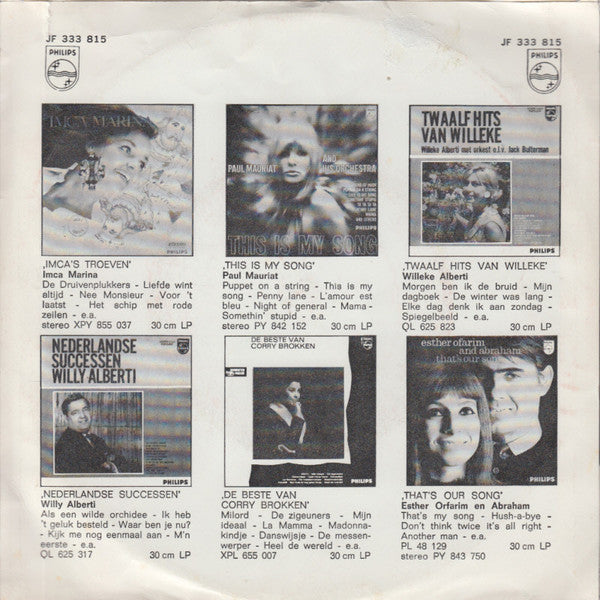 JF 333 815
JF 333 815
PHILIPS
PHILIPS
IMCA MARINA
PHILIPS
‚IMCA'S TROEVEN'
Imca Marina
De Druivenplukkers - Liefde wint
altijd - Nee Monsieur - Voor 't
laatst - Het schip met rode
zeilen - e.a.
stereo XPY 855 037 30 cm LP
PAUL MAURIAT AND
HIS ORCHESTRA
THIS IS MY SONG
PHILIPS
‚THIS IS MY SONG'
Paul Mauriat
Puppet on a string - This is my
song - Penny lane - L'amour est
bleu - Night of general - Mama -
Somethin' stupid - e.a.
stereo PY 842 152 30 cm LP
TWAALF HITS
VAN WILLEKE
Willeke Alberti met orkest o.l.v. Jack Bulterman
PHILIPS
‚TWAALF HITS VAN WILLEKE'
Willeke Alberti
Morgen ben ik de bruid - Mijn
dagboek - De winter was lang -
Elke dag denk ik aan zondag -
Spiegelbeeld - e.a.
QL 625 823 30 cm LP
NEDERLANDSE
SUCCESSEN
WILLY ALBERTI
PHILIPS
‚NEDERLANDSE SUCCESSEN'
Willy Alberti
Als een wilde orchidee - Ik heb
't geluk besteld - Waar ben je nu?
- Kijk me nog eenmaal aan - M'n
eerste - e.a.
QL 625 317 30 cm LP
DE BESTE VAN
CORRY BROKKEN
PHILIPS
‚DE BESTE VAN
CORRY BROKKEN'
Milord - De zigeuners - Mijn
ideaal - La Mamma - Madonna-
kindje - Danswijsje - De messen-
werper - Heel de wereld - e.a.
XPL 655 007 30 cm LP
esther ofarim
and abraham
that's our song
PHILIPS
‚THAT'S OUR SONG'
Esther Orfarim en Abraham
That's my song - Hush-a-bye -
Don't think twice it's all right -
Another man - e.a.
PL 48 129 30 cm LP
stereo PY 843 750